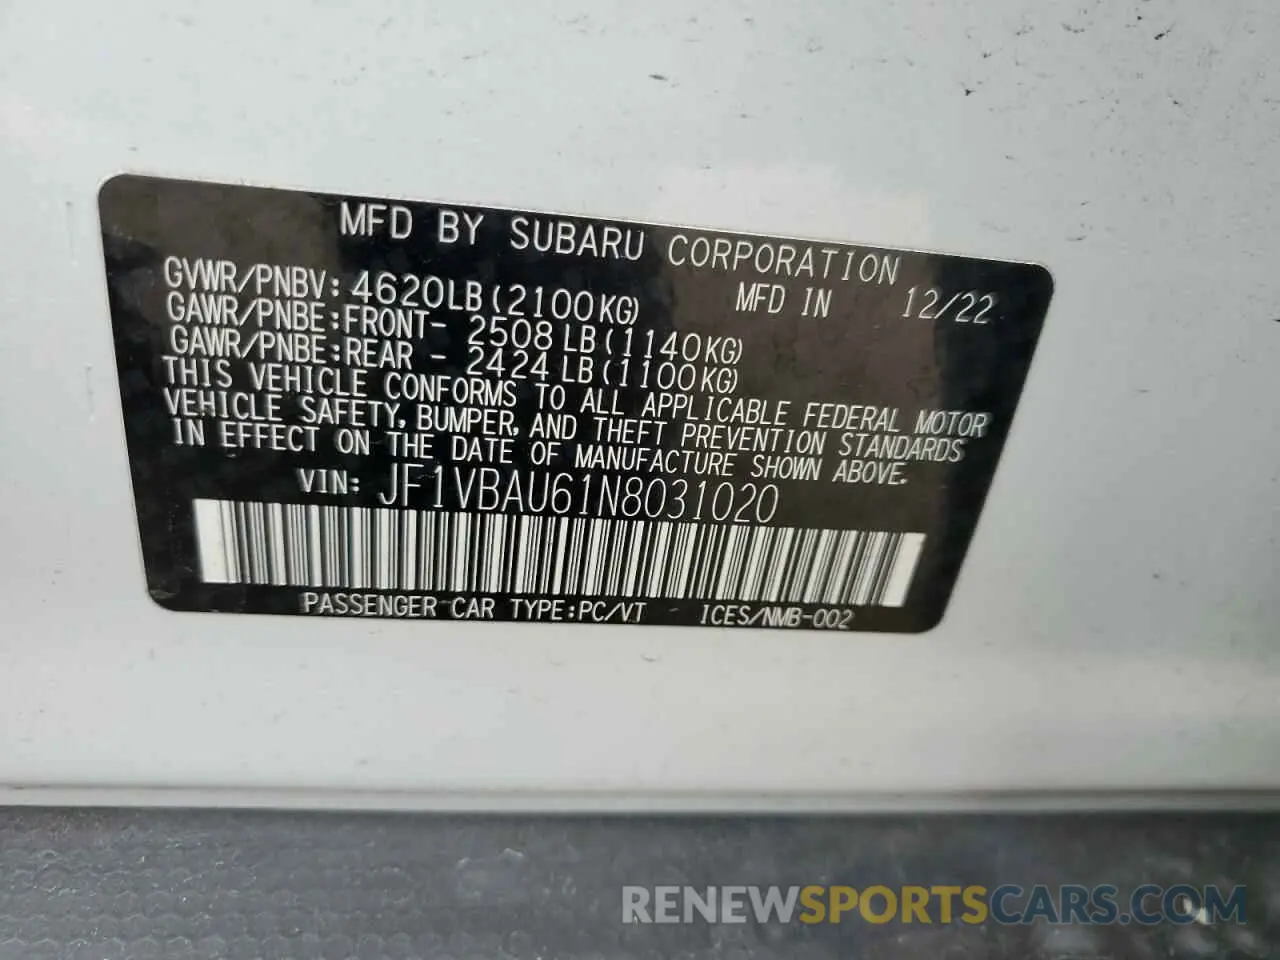 MFD BY SUBARU CORPORATION
GVWR/PNBV: 4620LB(2100KG) MFD IN 12/22
GAWR/PNBE:FRONT- 2508LB(1140KG)
GAWR/PNBE:REAR - 2424LB(1100KG)
THIS VEHICLE CONFORMS TO ALL APPLICABLE FEDERAL MOTOR
VEHICLE SAFETY, BUMPER, AND THEFT PREVENTION STANDARDS
IN EFFECT ON THE DATE OF MANUFACTURE SHOWN ABOVE.
VIN: JF1VBAU61N8031020
PASSENGER CAR TYPE:PC/VT ICES/NMB-002
RENEWSPORTSCARS.COM